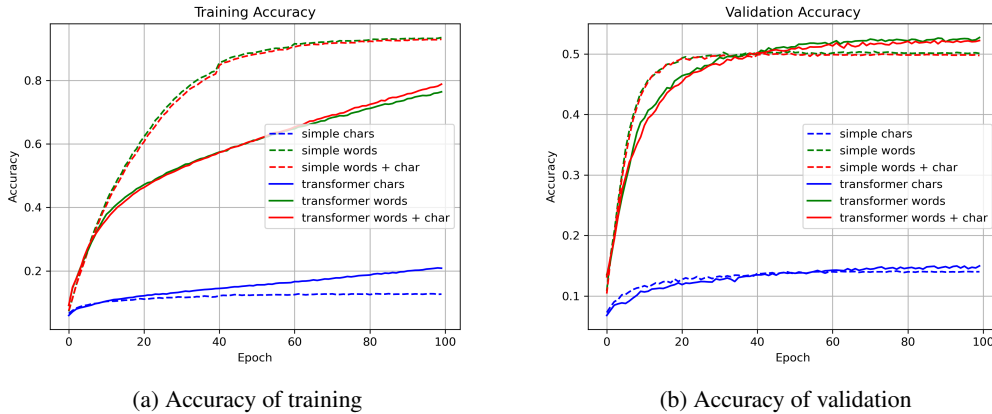 Training Accuracy
Accuracy
0.8
0.6
0.4
0.2
simple chars
simple words
simple words + char
transformer chars
transformer words
transformer words + char
0 20 40 60 80 100
Epoch
(a) Accuracy of training
Validation Accuracy
Accuracy
0.5
0.4
0.3
0.2
0.1
simple chars
simple words
simple words + char
transformer chars
transformer words
transformer words + char
0 20 40 60 80 100
Epoch
(b) Accuracy of validation